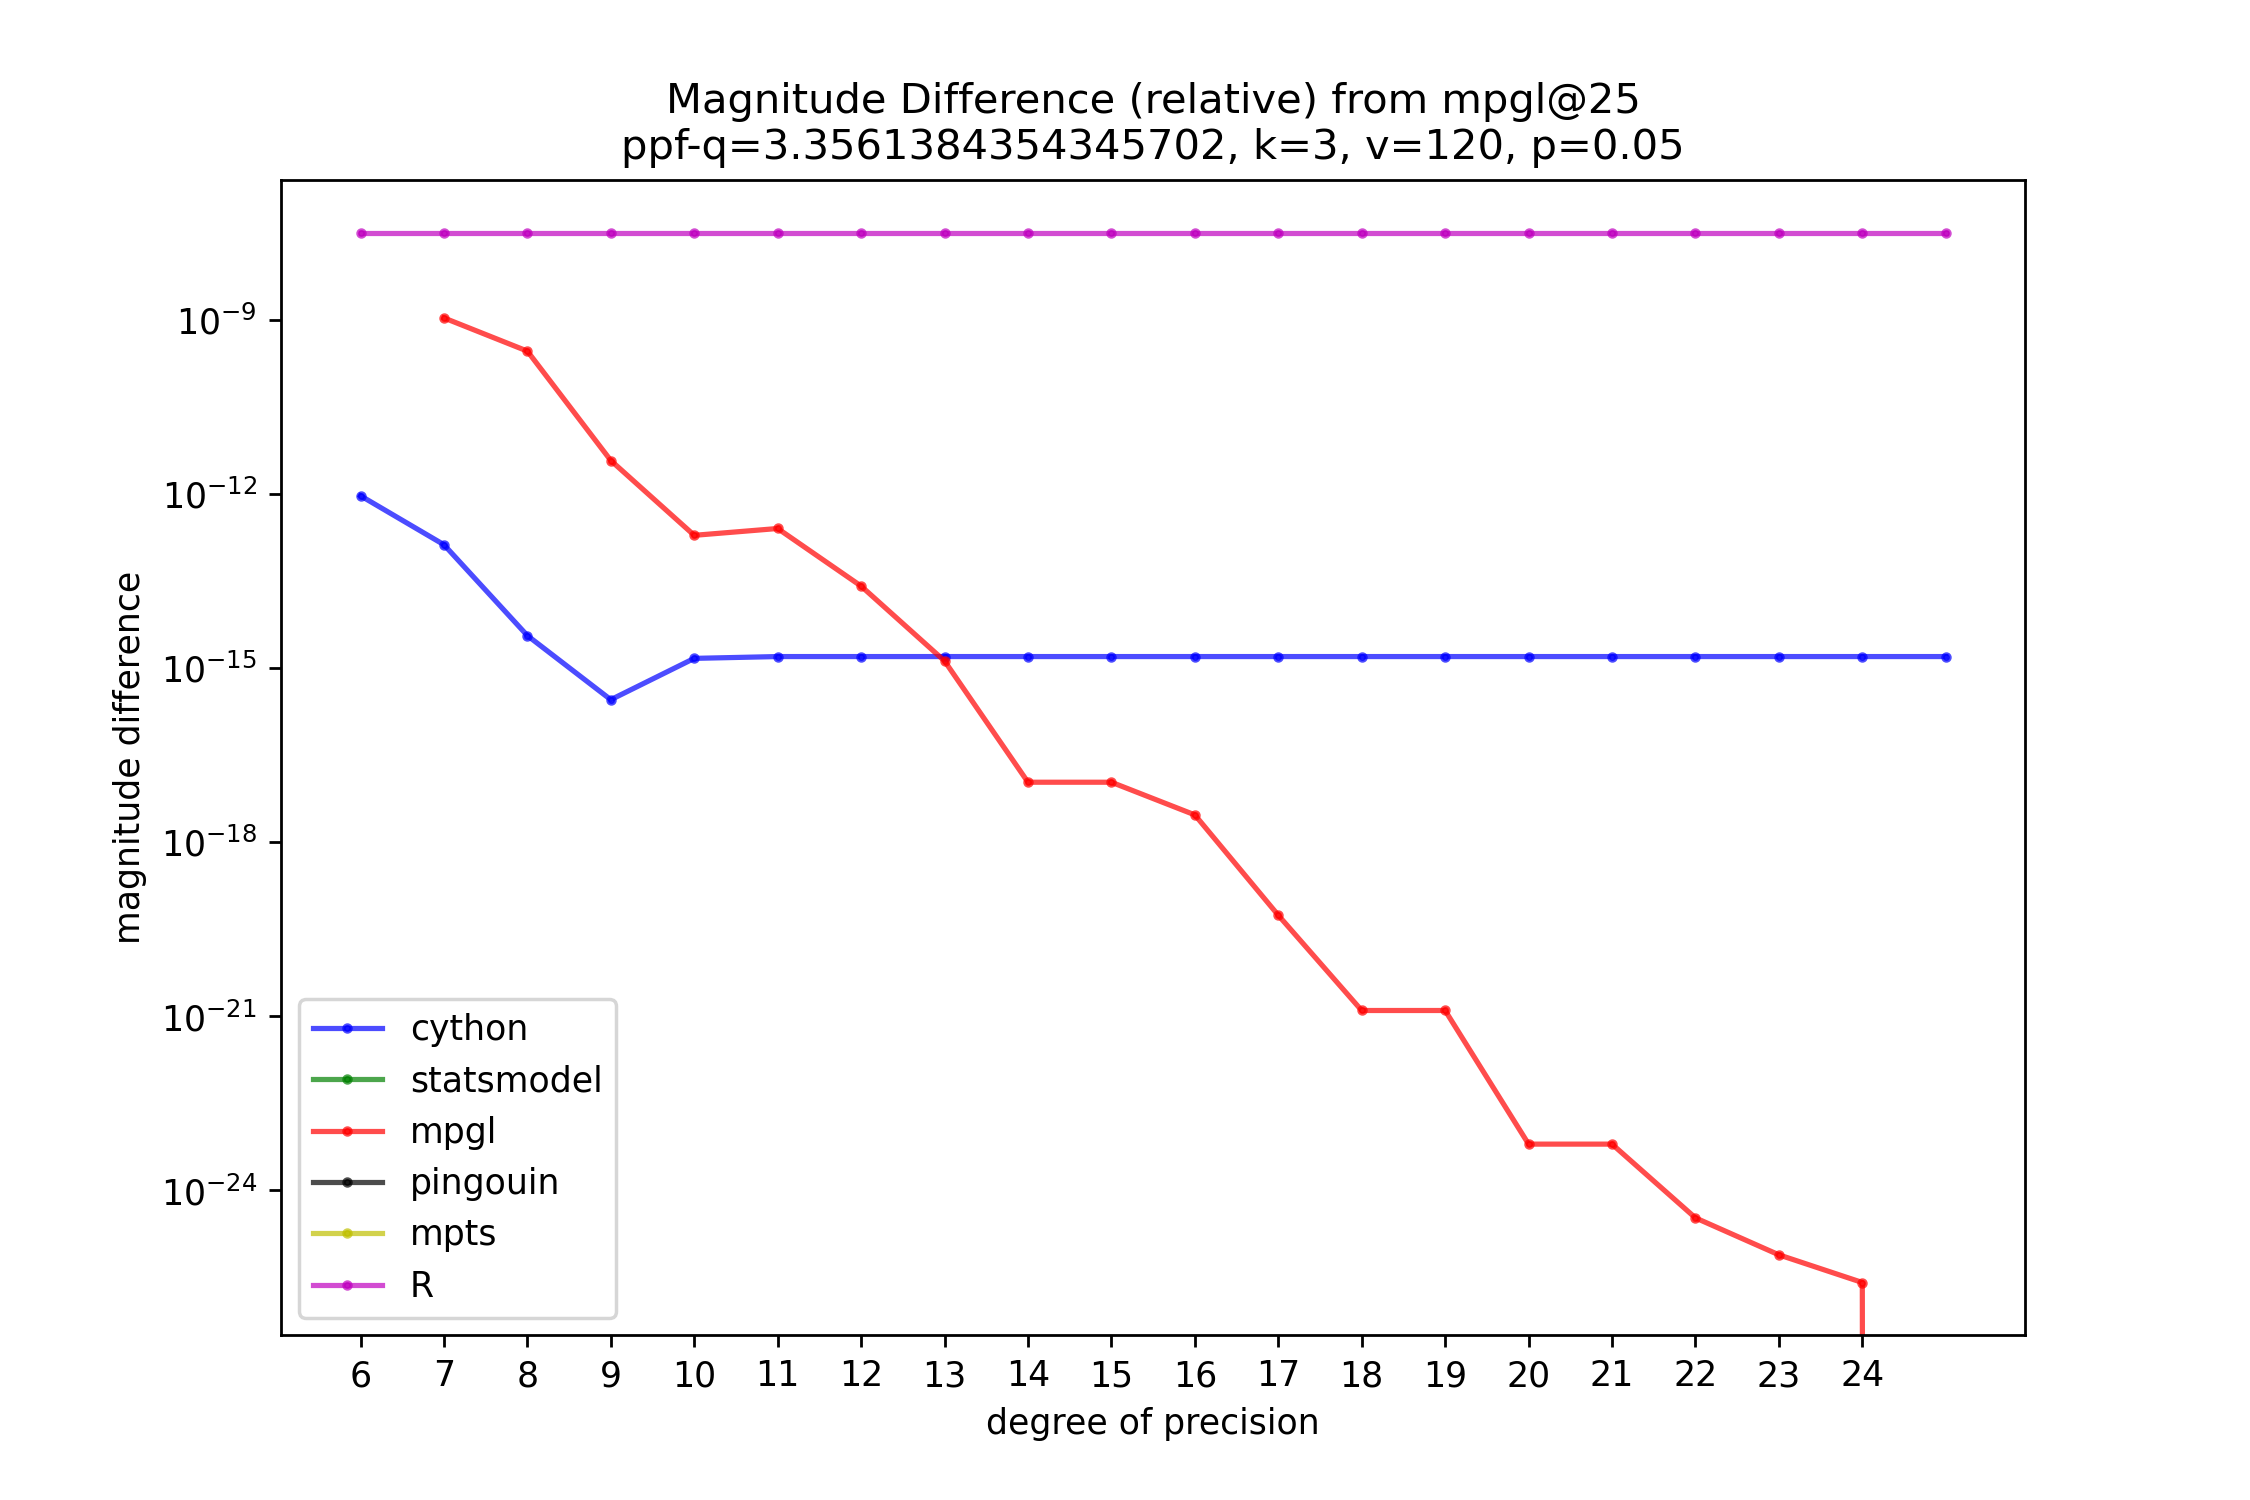 Magnitude Difference (relative) from mpgl@25
ppf-q=3.3561384354345702, k=3, v=120, p=0.05
magnitude difference
10⁻⁹
10⁻¹²
10⁻¹⁵
10⁻¹⁸
10⁻²¹
10⁻²⁴
cython
statsmodel
mpgl
pingouin
mpts
R
6 7 8 9 10 11 12 13 14 15 16 17 18 19 20 21 22 23 24
degree of precision